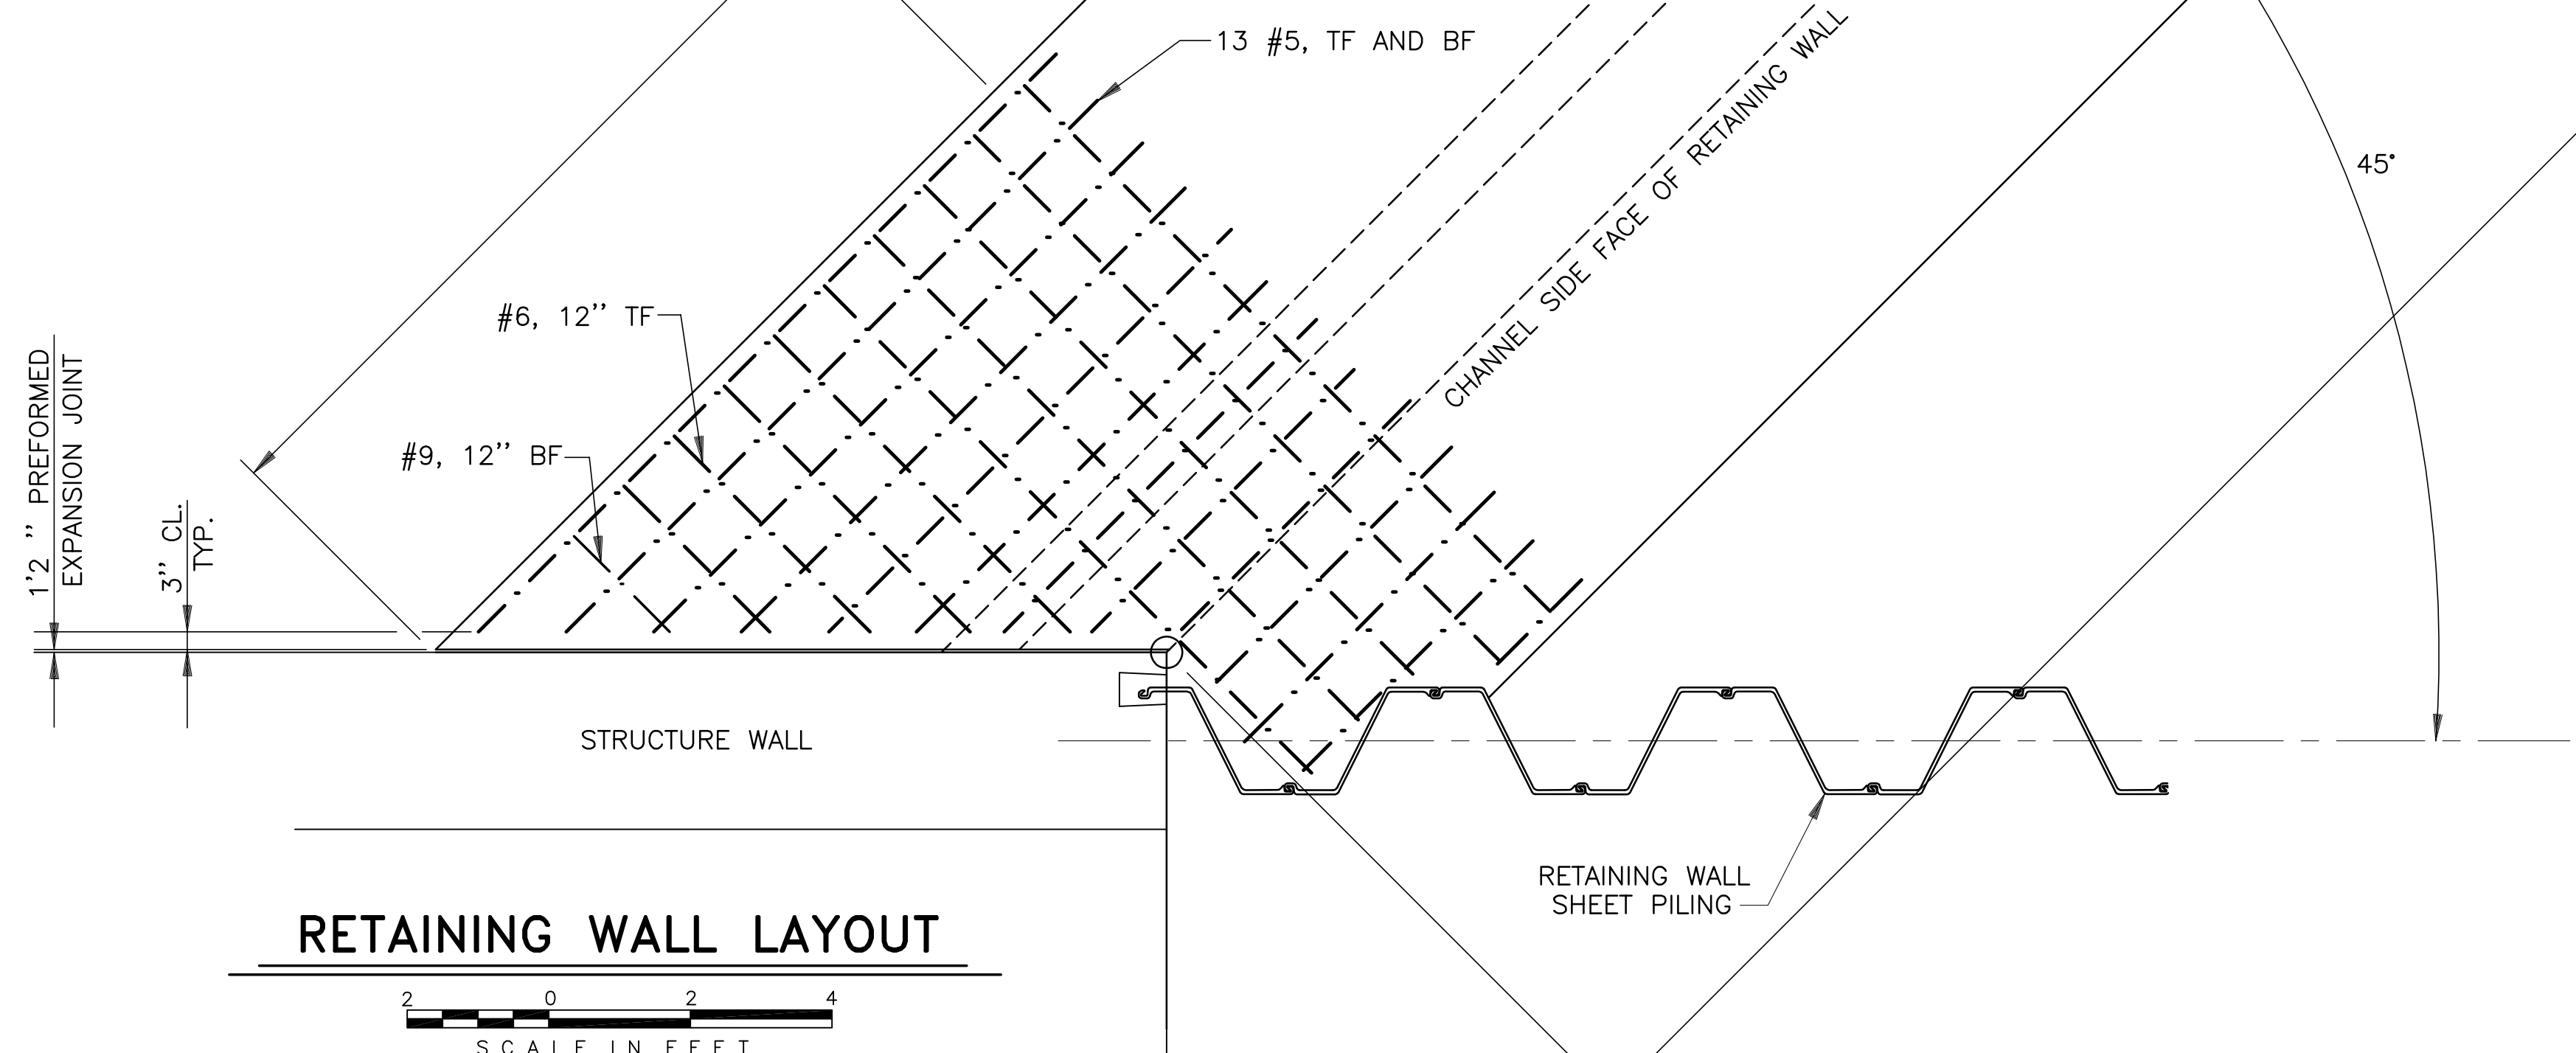 13 #5, TF AND BF
CHANNEL SIDE FACE OF RETAINING WALL
45°
#6, 12'' TF
#9, 12'' BF
1'2 '' PREFORMED
EXPANSION JOINT
3'' CL.
TYP.
STRUCTURE WALL
RETAINING WALL
SHEET PILING
RETAINING WALL LAYOUT
2 0 2 4
SCALE IN FEET